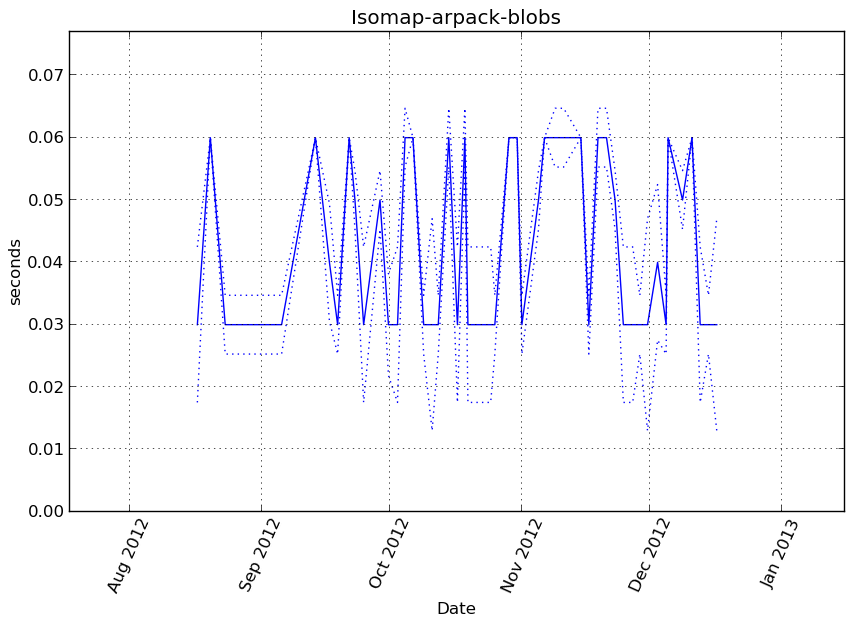 Isomap-arpack-blobs
0.07
0.06
0.05
0.04
0.03
0.02
0.01
0.00
seconds
Aug 2012
Sep 2012
Oct 2012
Nov 2012
Dec 2012
Jan 2013
Date